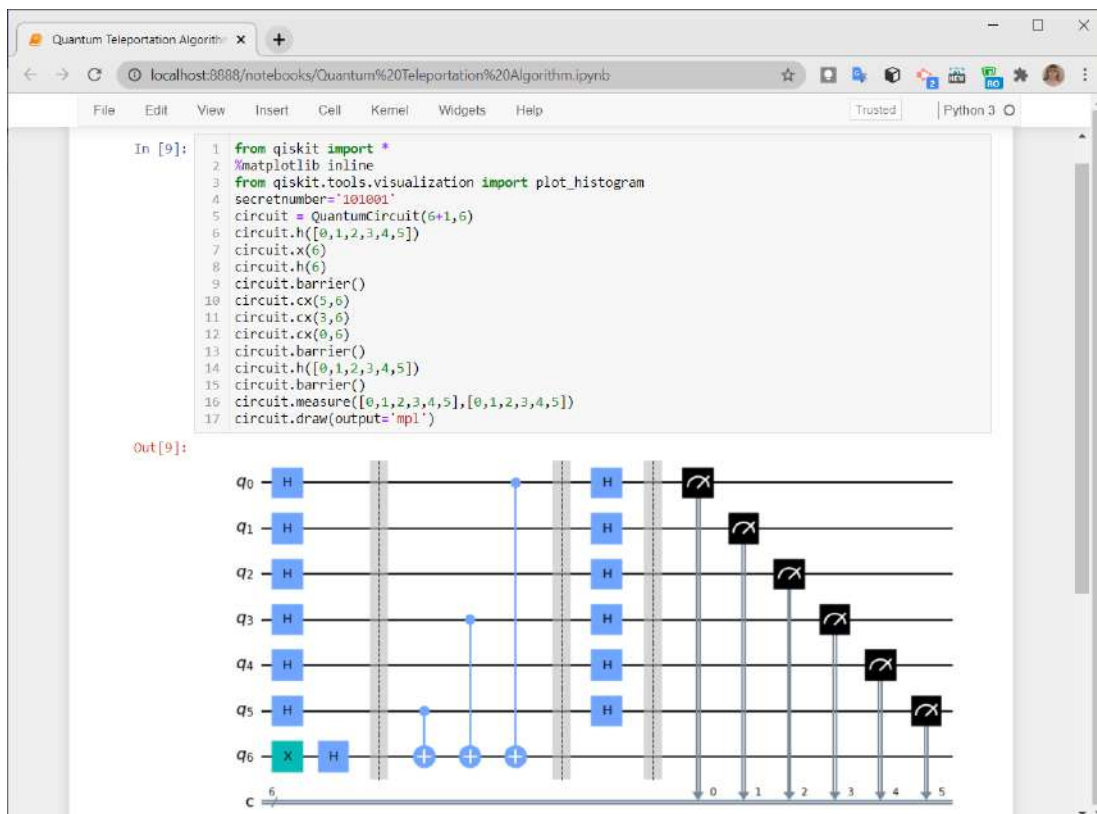 Quantum Teleportation Algorith
localhost:8888/notebooks/Quantum%20Teleportation%20Algorithm.ipynb
2
NEW
RO
File Edit View Insert Cell Kernel Widgets Help Trusted Python 3
In [9]:
1 from qiskit import *
2 %matplotlib inline
3 from qiskit.tools.visualization import plot_histogram
4 secretnumber='101001'
5 circuit = QuantumCircuit(6+1,6)
6 circuit.h([0,1,2,3,4,5])
7 circuit.x(6)
8 circuit.h(6)
9 circuit.barrier()
10 circuit.cx(5,6)
11 circuit.cx(3,6)
12 circuit.cx(0,6)
13 circuit.barrier()
14 circuit.h([0,1,2,3,4,5])
15 circuit.barrier()
16 circuit.measure([0,1,2,3,4,5],[0,1,2,3,4,5])
17 circuit.draw(output='mpl')
Out[9]:
q0 H H
q1 H H
q2 H H
q3 H H
q4 H H
q5 H H
q6 X H
c 6 0 1 2 3 4 5